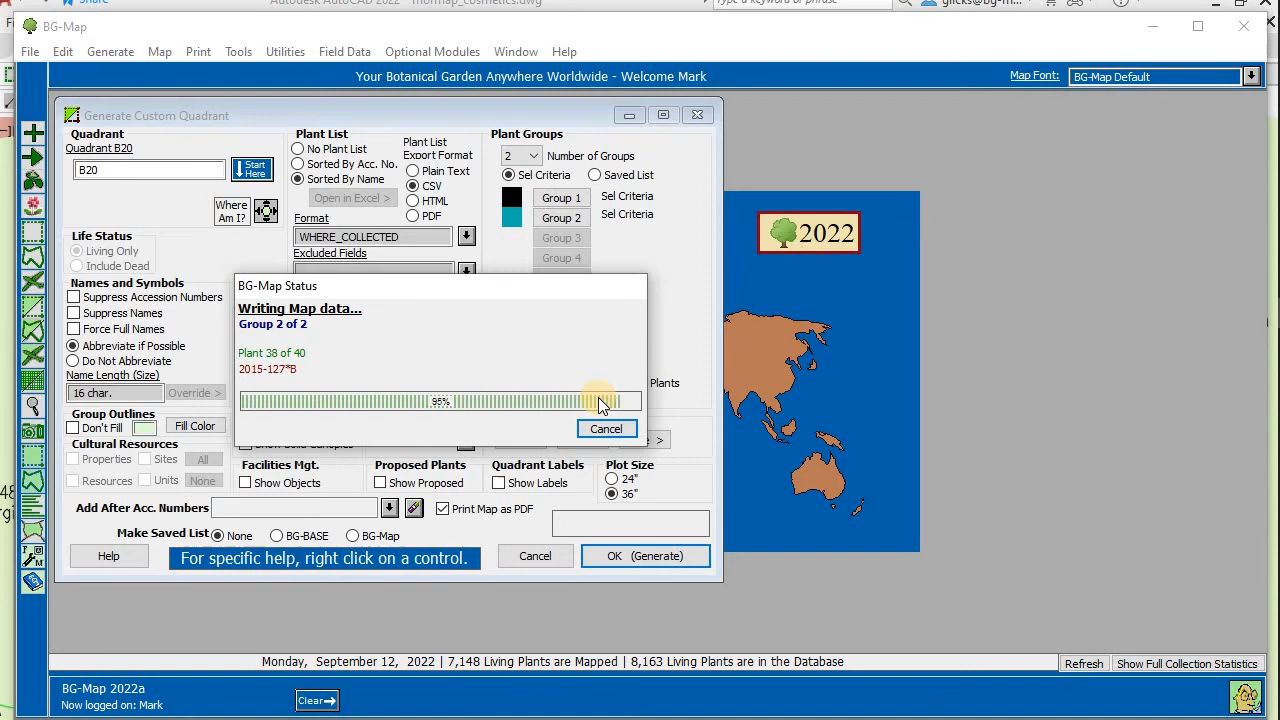 Share
Autodesk AutoCAD 2022
Type a keyword or phrase
glicks@bg-m...
BG-Map
File Edit Generate Map Print Tools Utilities Field Data Optional Modules Window Help
Your Botanical Garden Anywhere Worldwide - Welcome Mark
Map Font: BG-Map Default
Generate Custom Quadrant
Quadrant
Quadrant B20
B20
Start Here
Where Am I?
Life Status
Living Only
Include Dead
Names and Symbols
Suppress Accession Numbers
Suppress Names
Force Full Names
Abbreviate if Possible
Do Not Abbreviate
Name Length (Size)
16 char. Override >
Group Outlines
Don't Fill Fill Color
Cultural Resources
Properties Sites All
Resources Units None
Plant List
No Plant List
Sorted By Acc. No.
Sorted By Name
Open in Excel >
Format
WHERE_COLLECTED
Excluded Fields
Plant List
Export Format
Plain Text
CSV
HTML
PDF
Plant Groups
2 Number of Groups
Sel Criteria Saved List
Group 1 Sel Criteria
Group 2 Sel Criteria
Group 3
Group 4
BG-Map Status
Writing Map data...
Group 2 of 2
Plant 38 of 40
2015-127*B
95%
Cancel
Plants
>
Facilities Mgt.
Show Objects
Proposed Plants
Show Proposed
Quadrant Labels
Show Labels
Plot Size
24"
36"
Add After Acc. Numbers
Print Map as PDF
Make Saved List None BG-BASE BG-Map
Help For specific help, right click on a control. Cancel OK (Generate)
2022
Monday, September 12, 2022 | 7,148 Living Plants are Mapped | 8,163 Living Plants are in the Database
Refresh Show Full Collection Statistics
BG-Map 2022a
Now logged on: Mark
Clear